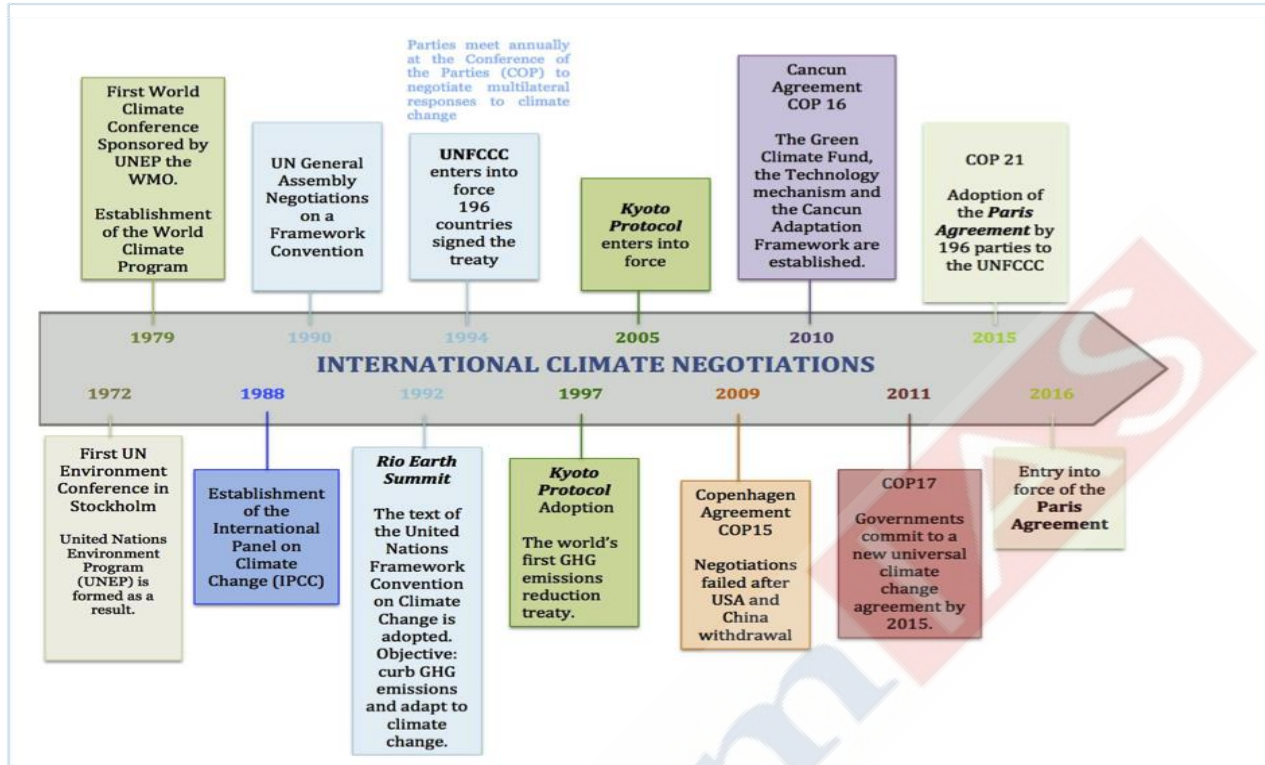 Parties meet annually
at the Conference of
the Parties (COP) to
negotiate multilateral
responses to climate
change
First World
Climate
Conference
Sponsored by
UNEP the
WMO.
Establishment
of the World
Climate
Program
UN General
Assembly
Negotiations
on a
Framework
Convention
UNFCCC
enters into
force
196
countries
signed the
treaty
Kyoto
Protocol
enters into
force
Cancun
Agreement
COP 16
The Green
Climate Fund,
the Technology
mechanism and
the Cancun
Adaptation
Framework are
established.
COP 21
Adoption of
the Paris
Agreement by
196 parties to
the UNFCCC
1979
1990
1994
2005
2010
2015
INTERNATIONAL CLIMATE NEGOTIATIONS
1972
1988
1992
1997
2009
2011
2016
First UN
Environment
Conference in
Stockholm
United Nations
Environment
Program
(UNEP) is
formed as a
result.
Establishment
of the
International
Panel on
Climate
Change (IPCC)
Rio Earth
Summit
The text of
the United
Nations
Framework
Convention
on Climate
Change is
adopted.
Objective:
curb GHG
emissions
and adapt to
climate
change.
Kyoto
Protocol
Adoption
The world's
first GHG
emissions
reduction
treaty.
Copenhagen
Agreement
COP15
Negotiations
failed after
USA and
China
withdrawal
COP17
Governments
commit to a
new universal
climate
change
agreement by
2015.
Entry into
force of the
Paris
Agreement
m IAS